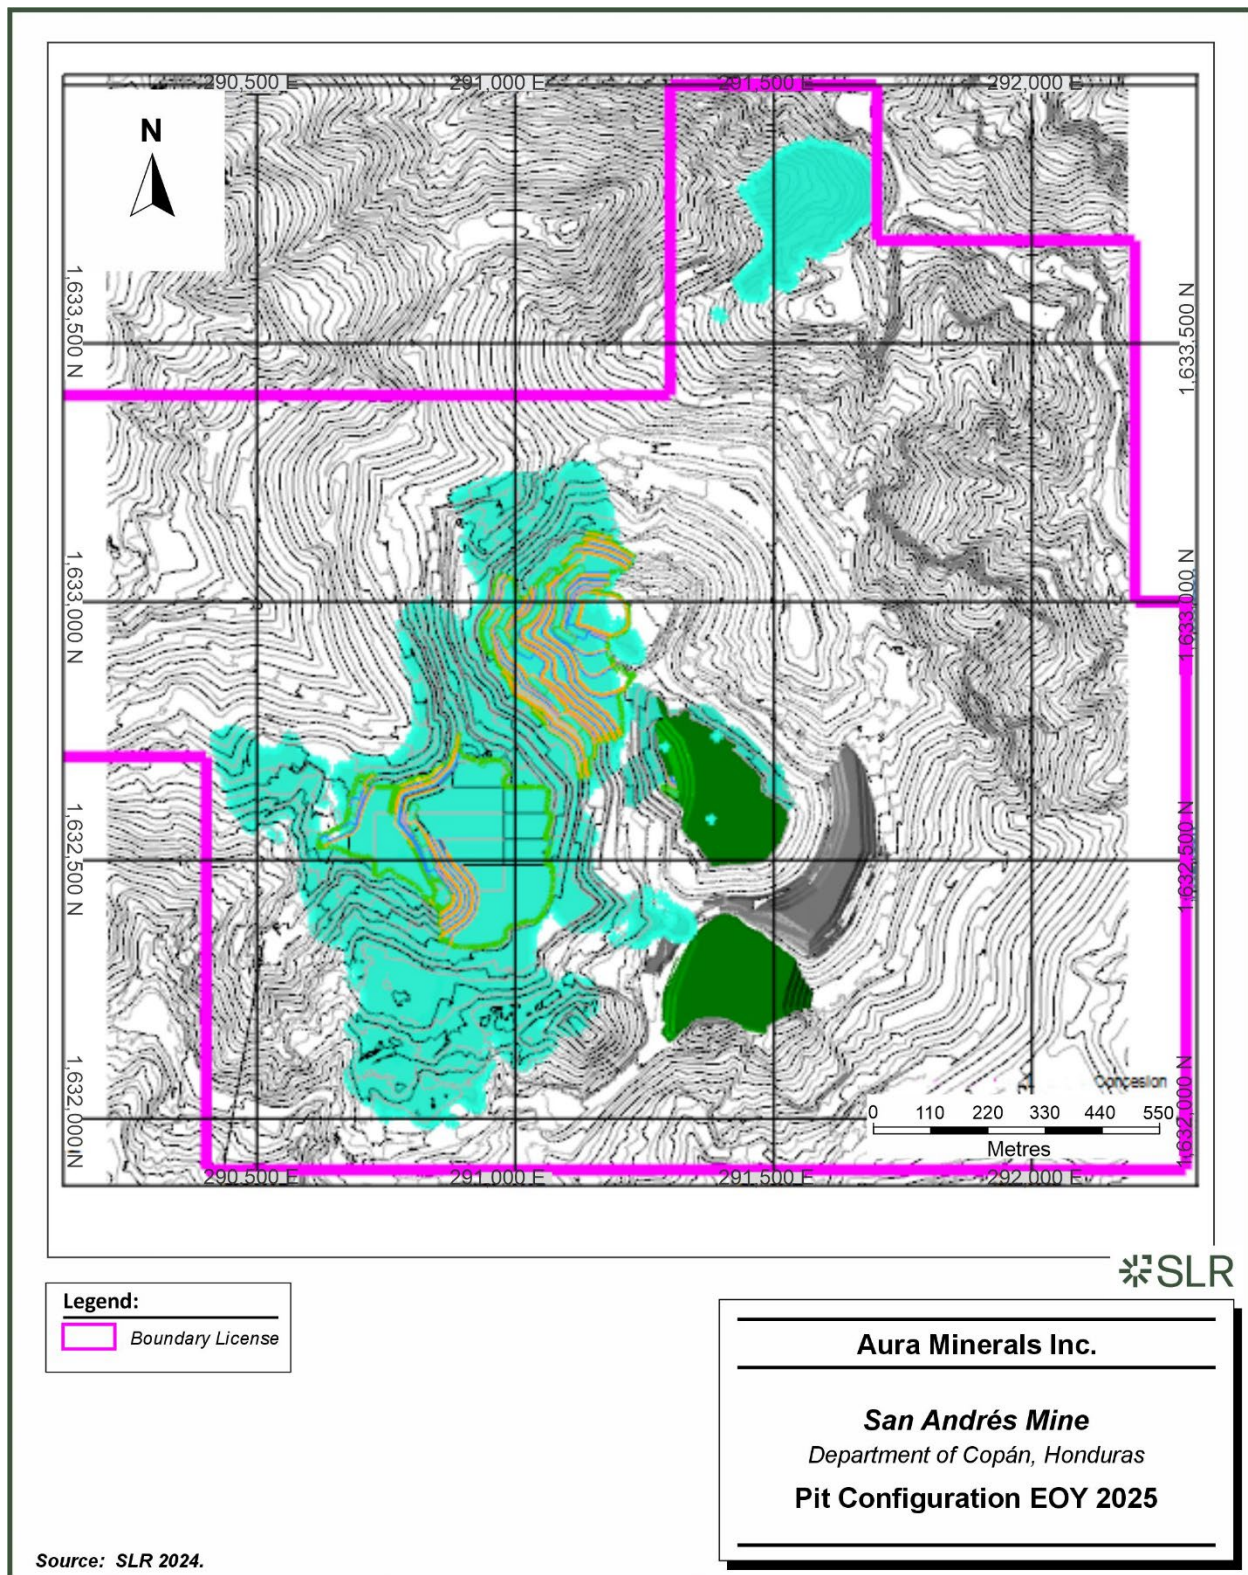 290,500 E
291,000 E
291,500 E
292,000 E
N
1,633,500 N
1,633,500 N
1,633,000 N
1,633,000 N
1,632,500 N
1,632,500 N
1,632,000 N
1,632,000 N
Concesion
0 110 220 330 440 550
Metres
290,500 E
291,000 E
291,500 E
292,000 E
SLR
Legend:
Boundary License
Aura Minerals Inc.
San Andrés Mine
Department of Copán, Honduras
Pit Configuration EOY 2025
Source: SLR 2024.